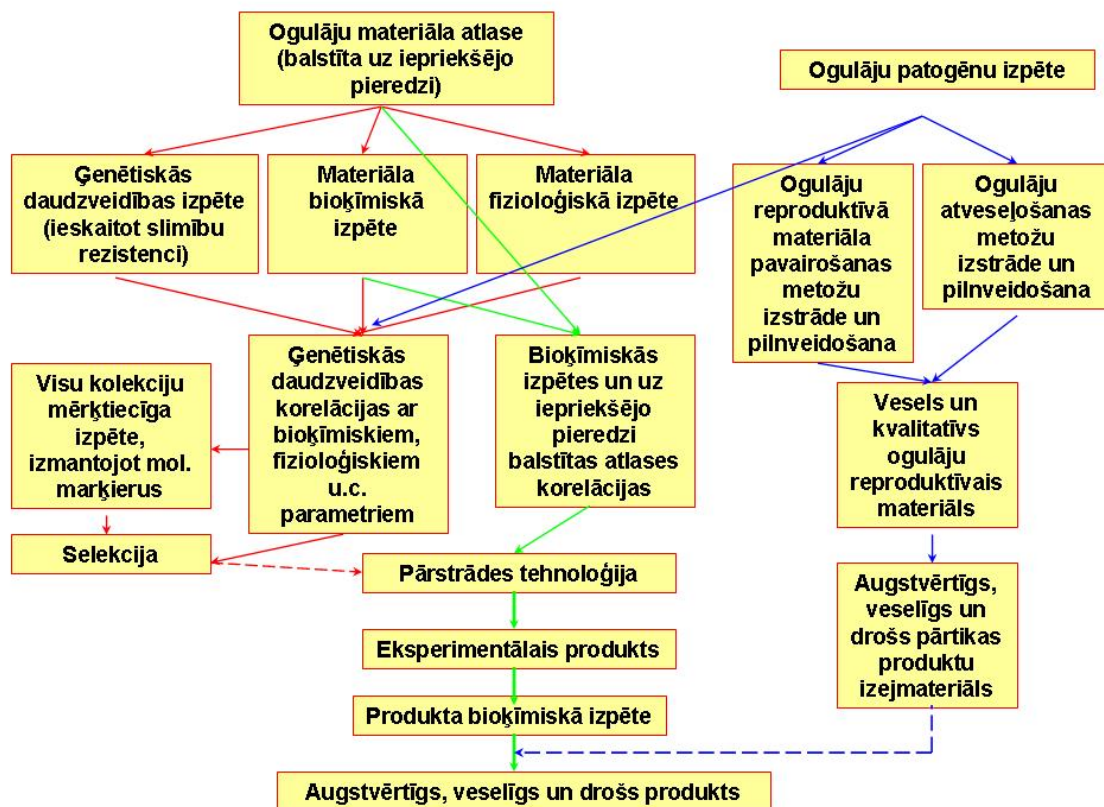 Ogulāju materiāla atlase
(balstīta uz iepriekšējo
pieredzi)
Ogulāju patogēnu izpēte
Ģenētiskās
daudzveidības izpēte
(ieskaitot slimību
rezistenci)
Materiāla
bioķīmiskā
izpēte
Materiāla
fizioloģiskā izpēte
Ogulāju
reproduktīvā
materiāla
pavairošanas
metožu
izstrāde un
pilnveidošana
Ogulāju
atveseļošanas
metožu
izstrāde un
pilnveidošana
Visu kolekciju
mērķtiecīga
izpēte,
izmantojot mol.
marķierus
Ģenētiskās
daudzveidības
korelācijas ar
bioķīmiskiem,
fizioloģiskiem
u.c.
parametriem
Bioķīmiskās
izpētes un uz
iepriekšējo
pieredzi
balstītas atlases
korelācijas
Vesels un
kvalitatīvs
ogulāju
reproduktīvais
materiāls
Selekcija
Pārstrādes tehnoloģija
Augstvērtīgs,
veselīgs un
drošs pārtikas
produktu
izejmateriāls
Eksperimentālais produkts
Produkta bioķīmiskā izpēte
Augstvērtīgs, veselīgs un drošs produkts